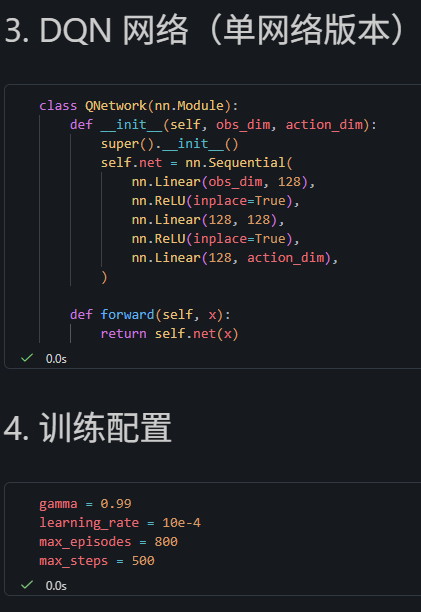 3. DQN 网络（单网络版本）
class QNetwork(nn.Module):
    def __init__(self, obs_dim, action_dim):
        super().__init__()
        self.net = nn.Sequential(
            nn.Linear(obs_dim, 128),
            nn.ReLU(inplace=True),
            nn.Linear(128, 128),
            nn.ReLU(inplace=True),
            nn.Linear(128, action_dim),
        )
    def forward(self, x):
        return self.net(x)
0.0s
4. 训练配置
gamma = 0.99
learning_rate = 10e-4
max_episodes = 800
max_steps = 500
0.0s